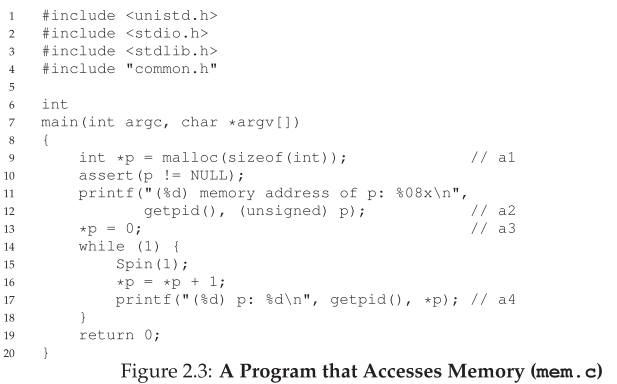 1 #include <unistd.h>
2 #include <stdio.h>
3 #include <stdlib.h>
4 #include "common.h"
5
6 int
7 main(int argc, char *argv[])
8 {
9     int *p = malloc(sizeof(int)); // a1
10     assert(p != NULL);
11     printf("(%d) memory address of p: %08x\n",
12         getpid(), (unsigned) p); // a2
13     *p = 0; // a3
14     while (1) {
15         Spin(1);
16         *p = *p + 1;
17         printf("(%d) p: %d\n", getpid(), *p); // a4
18     }
19     return 0;
20 }
Figure 2.3: A Program that Accesses Memory (mem.c)